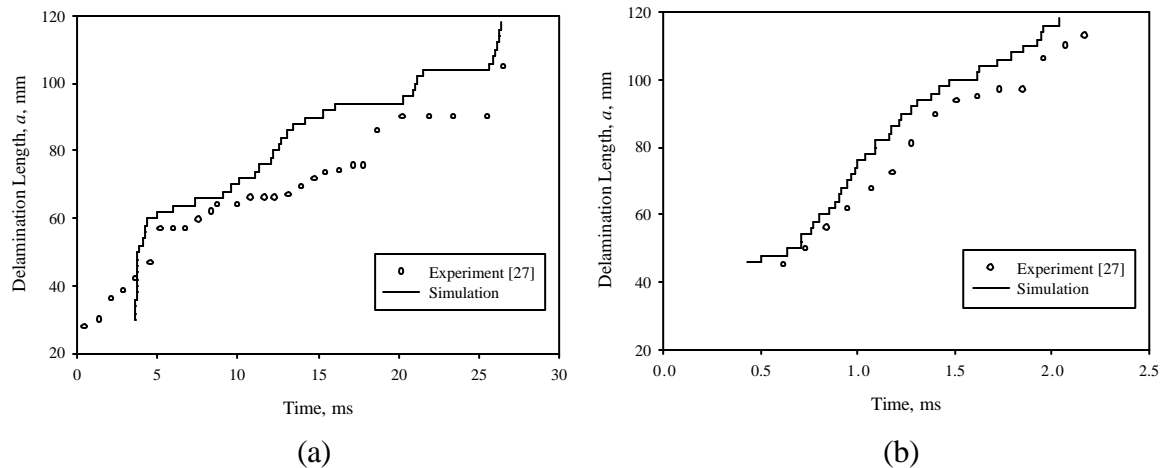 120
100
80
60
40
20
Delamination Length, a, mm
0
5
10
15
20
25
30
Time, ms
Experiment [27]
Simulation
(a)
120
100
80
60
40
20
Delamination Length, a, mm
0.0
0.5
1.0
1.5
2.0
2.5
Time, ms
Experiment [27]
Simulation
(b)